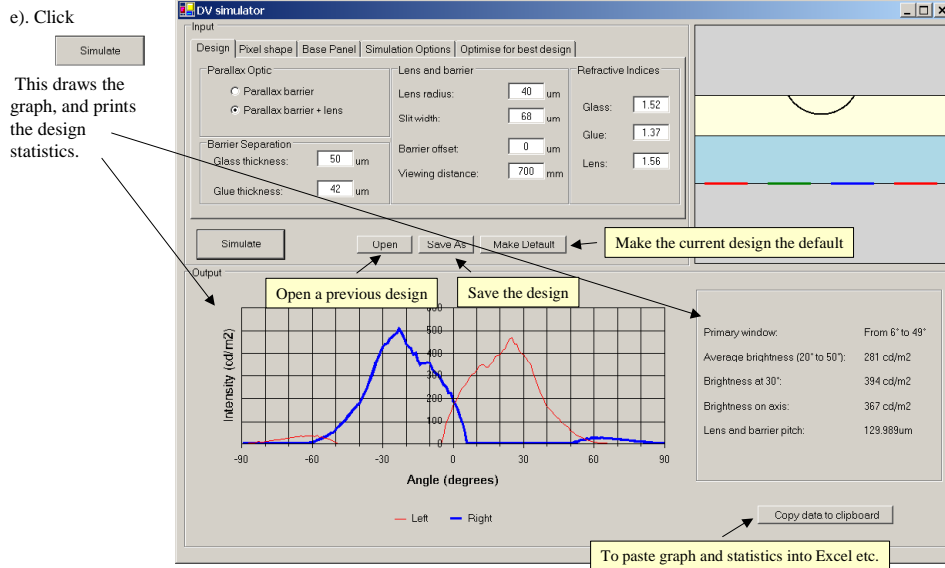 e). Click
Simulate
This draws the
graph, and prints
the design
statistics.
DV simulator
Input
Design Pixel shape Base Panel Simulation Options Optimise for best design
Parallax Optic
Parallax barrier
Parallax barrier + lens
Barrier Separation
Glass thickness: 50 um
Glue thickness: 42 um
Lens and barrier
Lens radius: 40 um
Slit width: 68 um
Barrier offset: 0 um
Viewing distance: 700 mm
Refractive Indices
Glass: 1.52
Glue: 1.37
Lens: 1.56
Simulate
Open
Save As
Make Default
Make the current design the default
Open a previous design
Save the design
Output
Intensity (cd/m2)
600
500
400
300
200
100
0
-90 -60 -30 0 30 60 90
Angle (degrees)
Left Right
Primary window: From 6° to 49°
Average brightness (20° to 50°): 281 cd/m2
Brightness at 30°: 394 cd/m2
Brightness on axis: 367 cd/m2
Lens and barrier pitch: 129.989um
Copy data to clipboard
To paste graph and statistics into Excel etc.